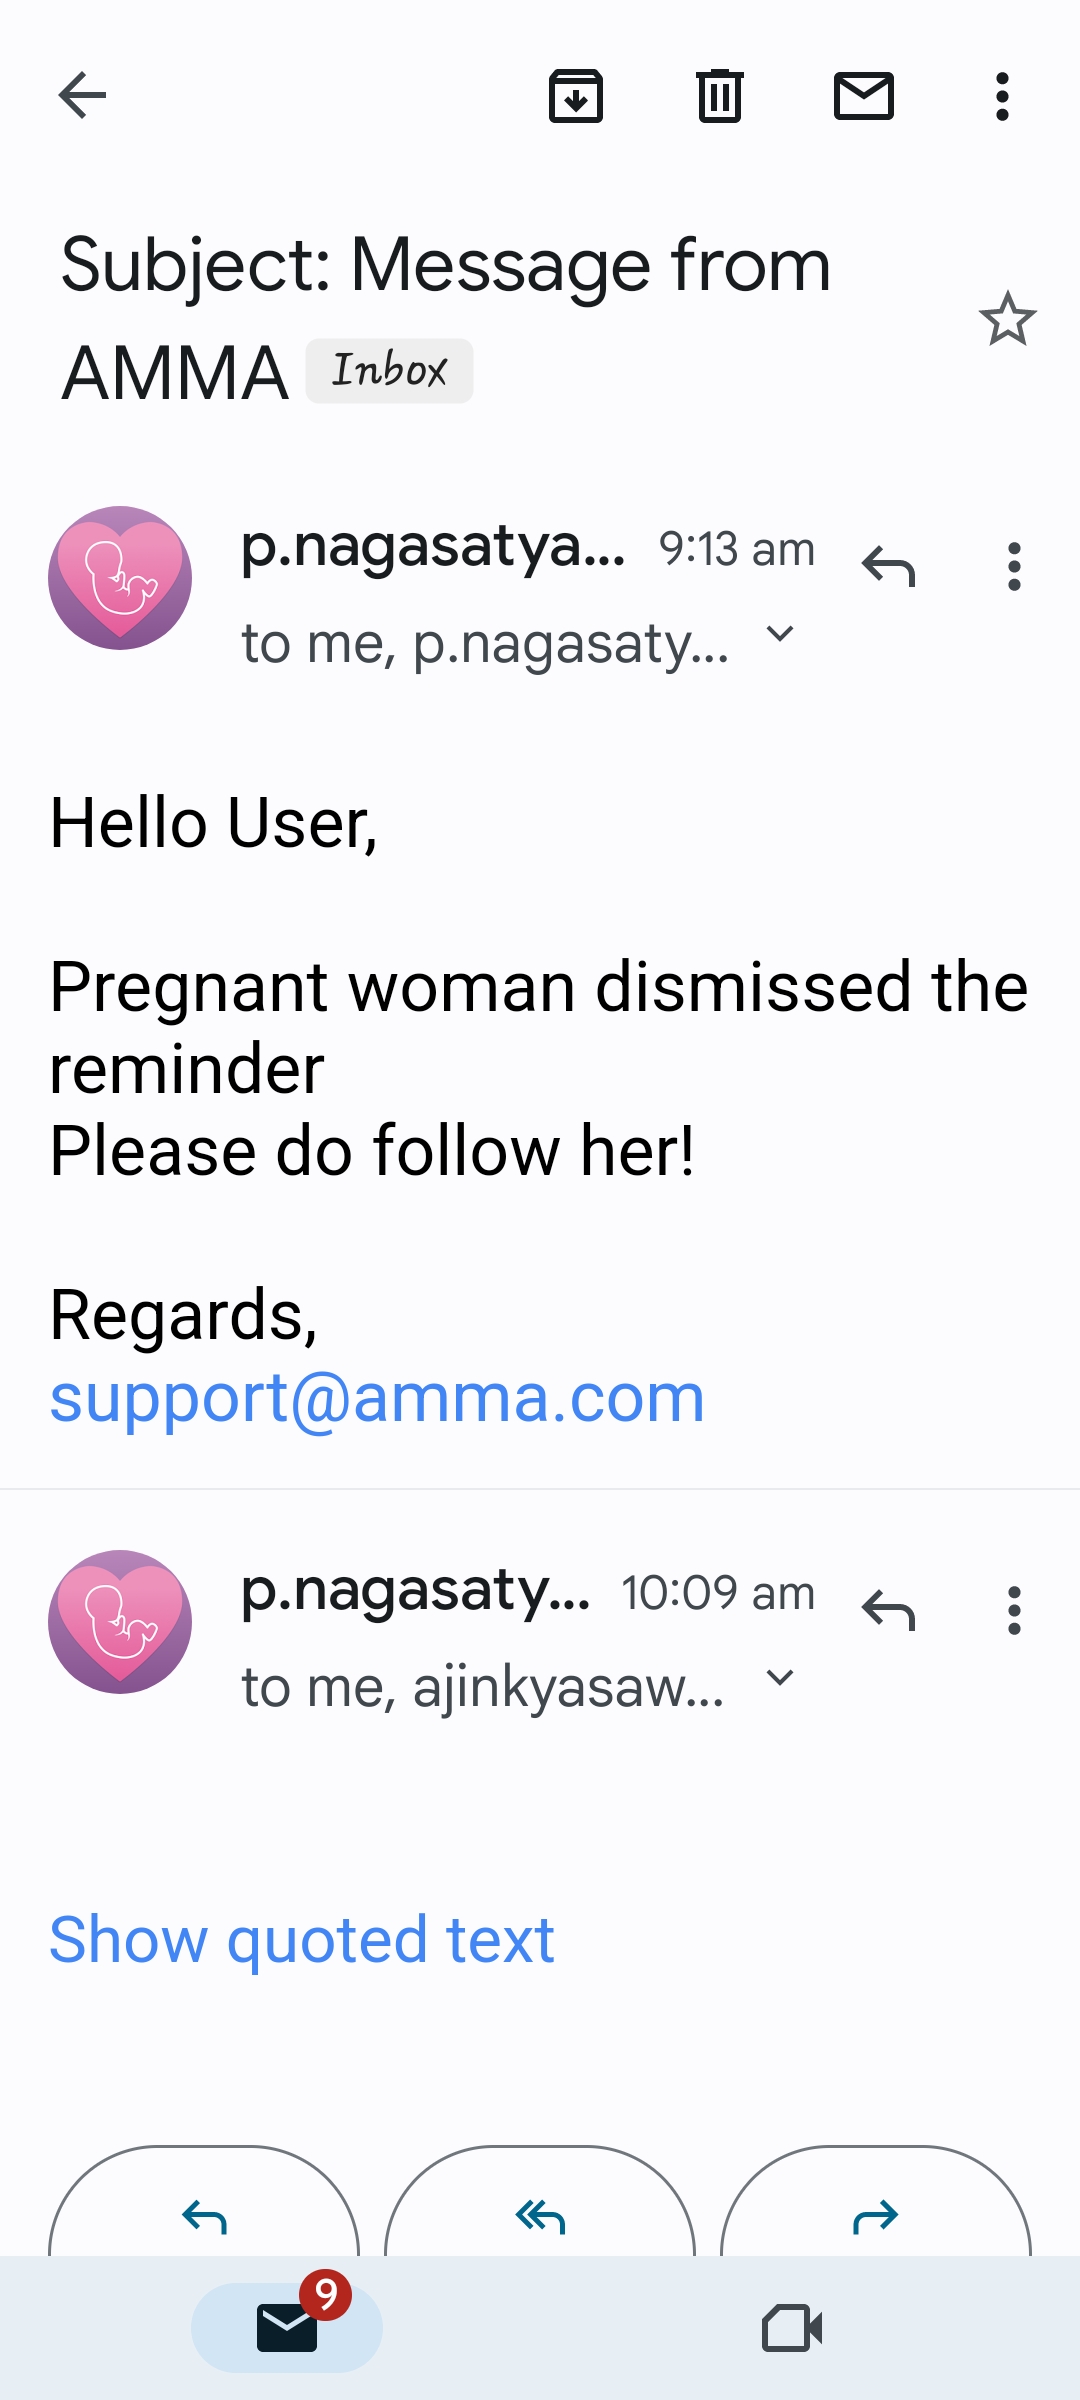 Subject: Message from
AMMA Inbox
p.nagasatya... 9:13 am
to me, p.nagasaty...
Hello User,
Pregnant woman dismissed the
reminder
Please do follow her!
Regards,
support@amma.com
p.nagasaty... 10:09 am
to me, ajinkyasaw...
Show quoted text
9